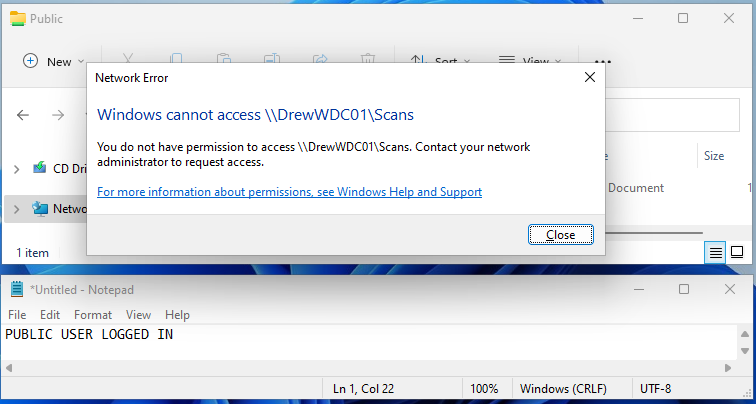 Public
New
Sort
View
Network Error
Windows cannot access \\DrewWDC01\Scans
You do not have permission to access \\DrewWDC01\Scans. Contact your network
administrator to request access.
For more information about permissions, see Windows Help and Support
Close
CD Dri
Netwo
Size
Document
1 item
*Untitled - Notepad
File Edit Format View Help
PUBLIC USER LOGGED IN
Ln 1, Col 22 100% Windows (CRLF) UTF-8